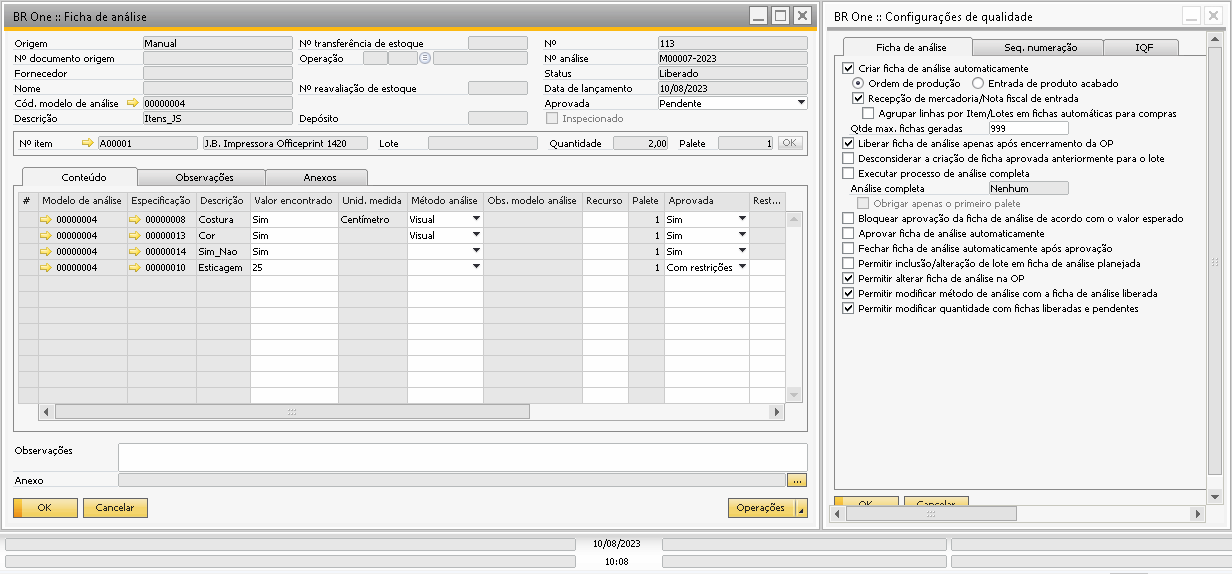 BR One :: Ficha de análise
Origem Manual Nº transferência de estoque Nº 113
Nº documento origem Operação Nº análise M00007-2023
Fornecedor Status Liberado
Nome Nº reavaliação de estoque Data de lançamento 10/08/2023
Cód. modelo de análise 00000004 Aprovada Pendente
Descrição Itens_JS Depósito Inspecionado
Nº item A00001 J.B. Impressora Officeprint 1420 Lote Quantidade 2,00 Palete 1 OK
Conteúdo Observações Anexos
# Modelo de análise Especificação Descrição Valor encontrado Unid. medida Método análise Obs. modelo análise Recurso Palete Aprovada Rest...
00000004 00000008 Costura Sim Centímetro Visual 1 Sim
00000004 00000013 Cor Sim Visual 1 Sim
00000004 00000014 Sim_Nao Sim 1 Sim
00000004 00000010 Esticagem 25 1 Com restrições
Observações
Anexo ...
OK Cancelar Operações
BR One :: Configurações de qualidade
Ficha de análise Seq. numeração IQF
Criar ficha de análise automaticamente
Ordem de produção Entrada de produto acabado
Recepção de mercadoria/Nota fiscal de entrada
Agrupar linhas por Item/Lotes em fichas automáticas para compras
Qtde max. fichas geradas 999
Liberar ficha de análise apenas após encerramento da OP
Desconsiderar a criação de ficha aprovada anteriormente para o lote
Executar processo de análise completa
Análise completa Nenhum
Obrigar apenas o primeiro palete
Bloquear aprovação da ficha de análise de acordo com o valor esperado
Aprovar ficha de análise automaticamente
Fechar ficha de análise automaticamente após aprovação
Permitir inclusão/alteração de lote em ficha de análise planejada
Permitir alterar ficha de análise na OP
Permitir modificar método de análise com a ficha de análise liberada
Permitir modificar quantidade com fichas liberadas e pendentes
OK Cancelar
10/08/2023
10:08